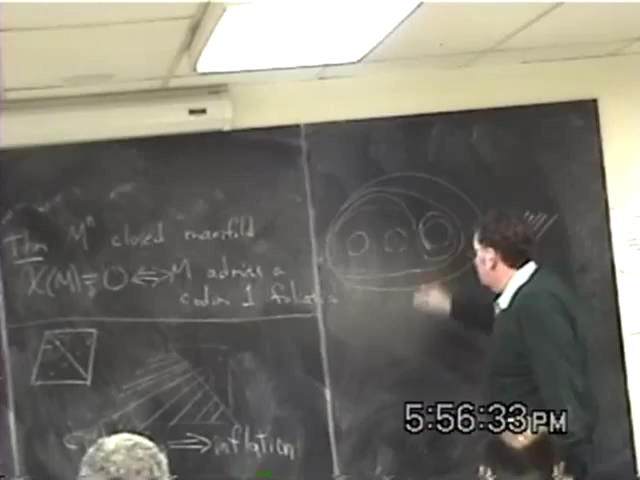 Thm M^n closed manifold
χ(M) = 0 ⟺ M admits a
codim 1 foliation
⟹ inflation
5:56:33 PM